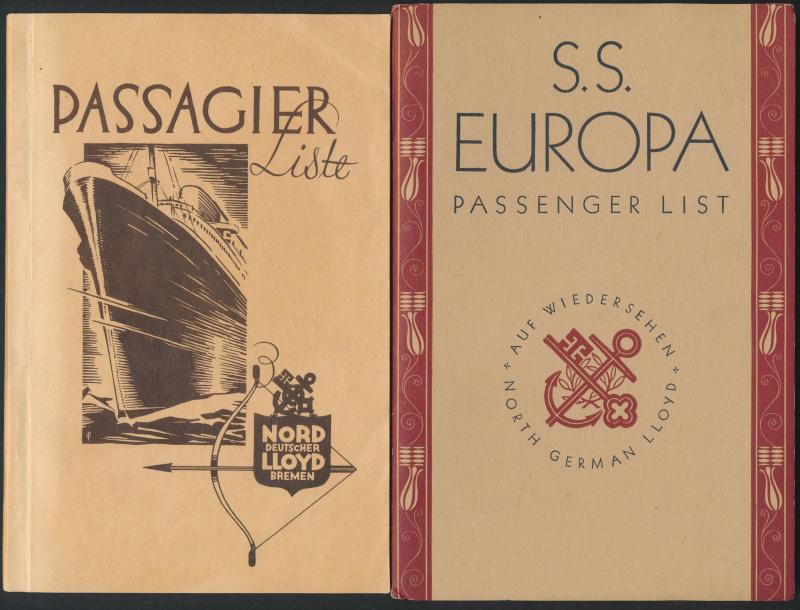 PASSAGIER
Liste
NORD
DEUTSCHER
LLOYD
BREMEN
S.S.
EUROPA
PASSENGER LIST
AUF WIEDERSEHEN
NORTH GERMAN LLOYD